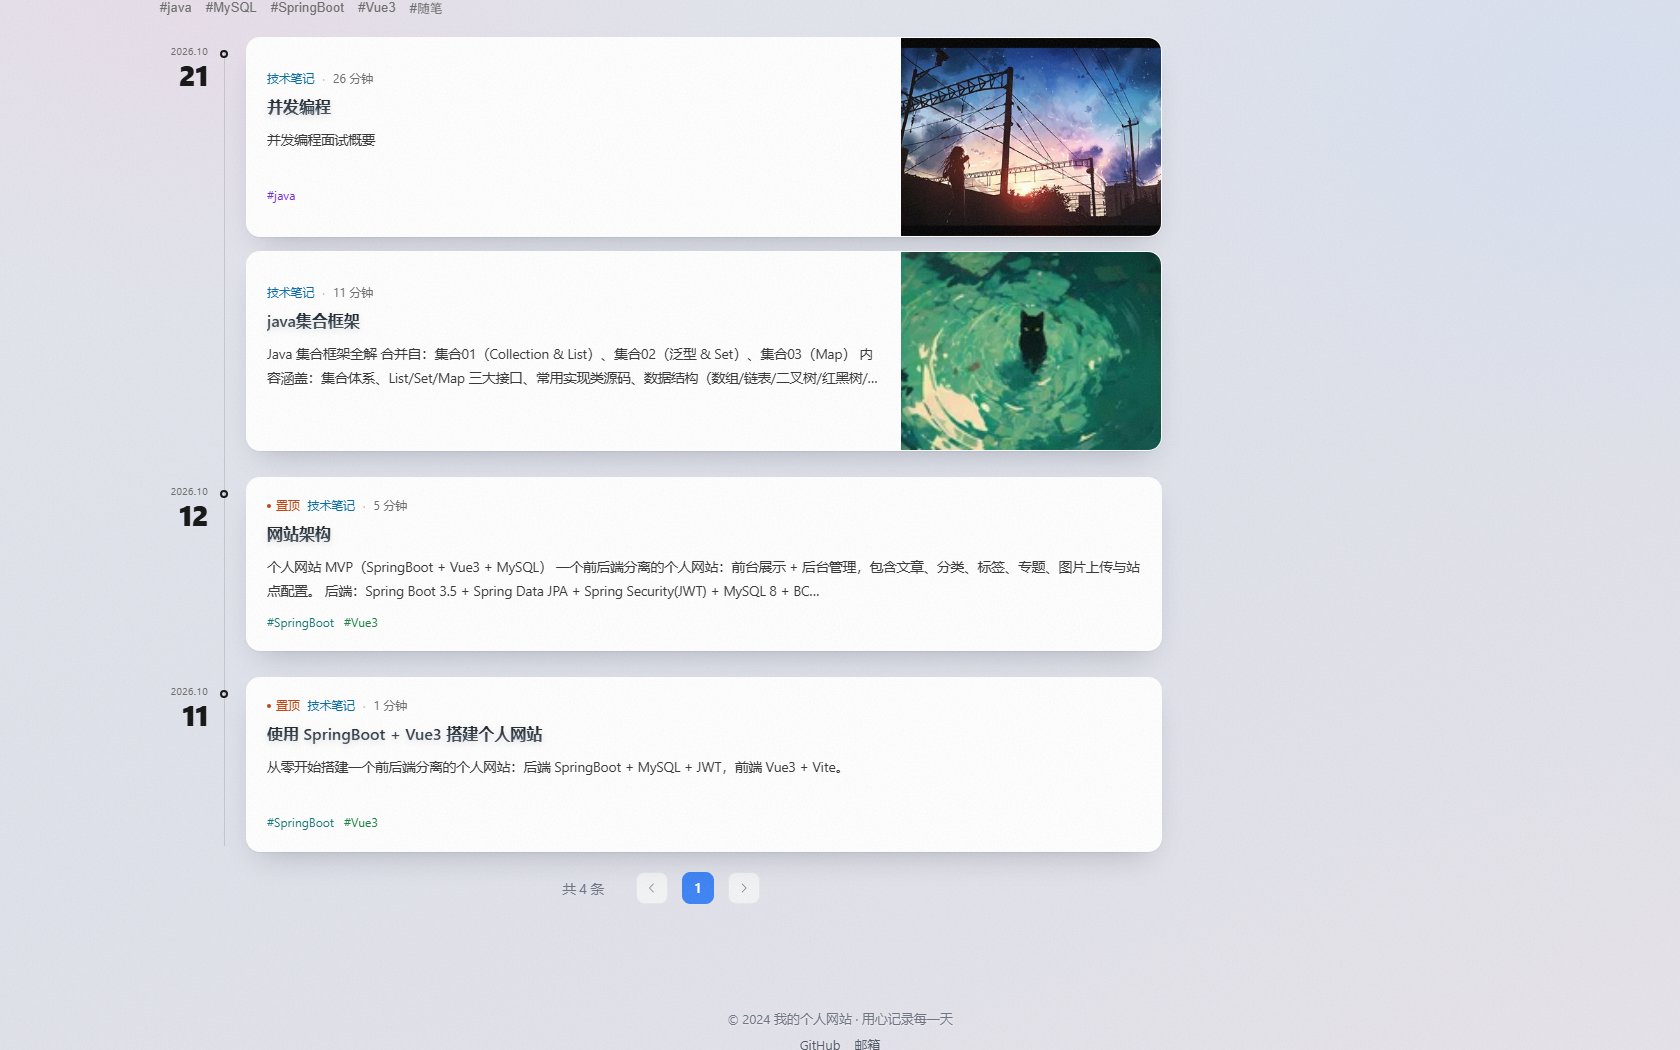 #java #MySQL #SpringBoot #Vue3 #随笔
2026.10
21
技术笔记 · 26 分钟
并发编程
并发编程面试概要
#java
技术笔记 · 11 分钟
java集合框架
Java 集合框架全解 合并自：集合01（Collection & List）、集合02（泛型 & Set）、集合03（Map） 内
容涵盖：集合体系、List/Set/Map 三大接口、常用实现类源码、数据结构（数组/链表/二叉树/红黑树/...
2026.10
12
置顶 技术笔记 · 5 分钟
网站架构
个人网站 MVP（SpringBoot + Vue3 + MySQL） 一个前后端分离的个人网站：前台展示 + 后台管理，包含文章、分类、标签、专题、图片上传与站
点配置。 后端：Spring Boot 3.5 + Spring Data JPA + Spring Security(JWT) + MySQL 8 + BC...
#SpringBoot #Vue3
2026.10
11
置顶 技术笔记 · 1 分钟
使用 SpringBoot + Vue3 搭建个人网站
从零开始搭建一个前后端分离的个人网站：后端 SpringBoot + MySQL + JWT，前端 Vue3 + Vite。
#SpringBoot #Vue3
共 4 条 1
© 2024 我的个人网站 · 用心记录每一天
GitHub 邮箱